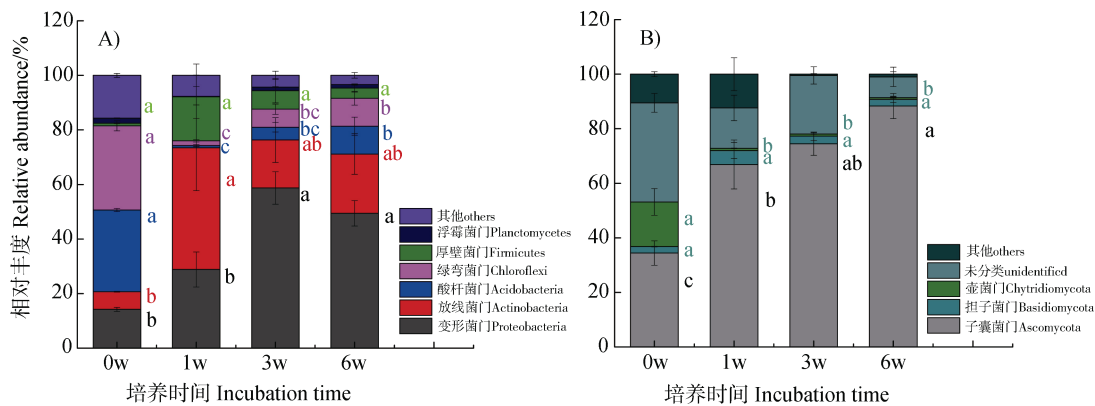 A)
相对丰度 Relative abundance/%
120
100
80
60
40
20
0
a
a
a
b
b
a
c
c
a
b
a
bc
bc
ab
a
a
b
b
ab
a
其他others
浮霉菌门Planctomycetes
厚壁菌门Firmicutes
绿弯菌门Chloroflexi
酸杆菌门Acidobacteria
放线菌门Actinobacteria
变形菌门Proteobacteria
0w 1w 3w 6w
培养时间 Incubation time
B)
120
100
80
60
40
20
0
a
a
c
b
a
b
b
a
ab
b
a
a
其他others
未分类unidentified
壶菌门Chytridiomycota
担子菌门Basidiomycota
子囊菌门Ascomycota
0w 1w 3w 6w
培养时间 Incubation time